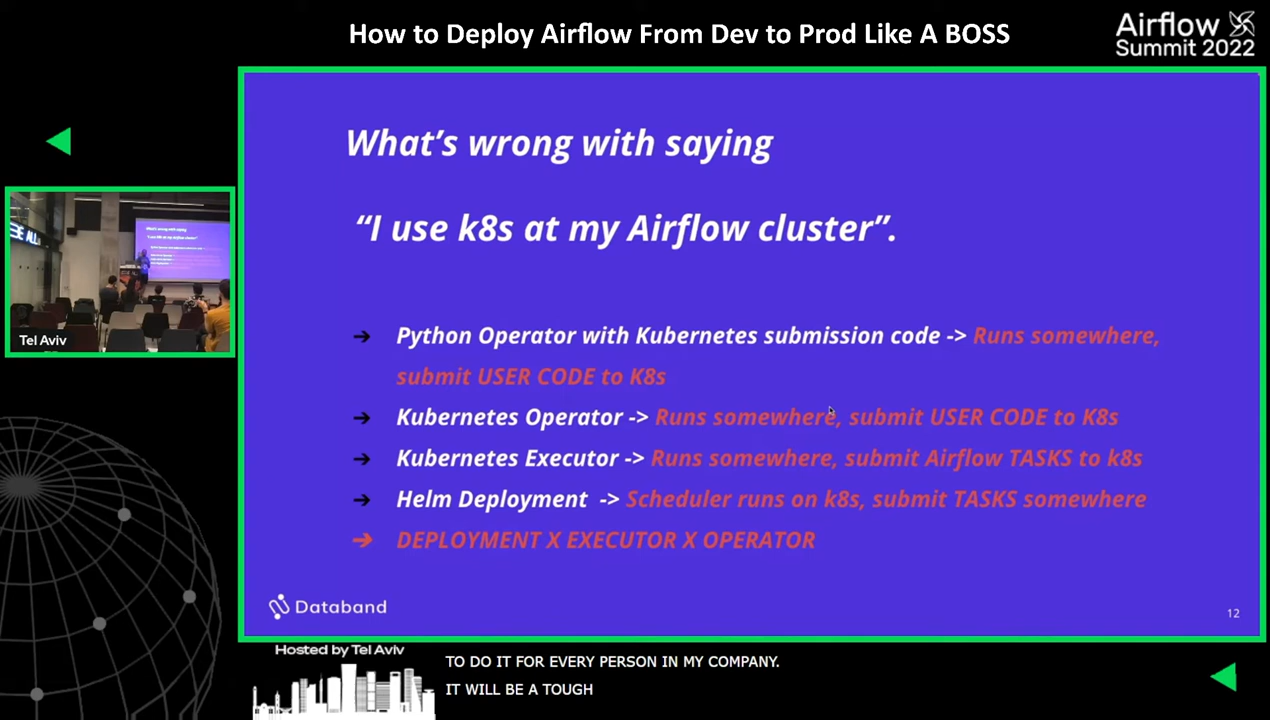 How to Deploy Airflow From Dev to Prod Like A BOSS
Airflow
Summit 2022
What's wrong with saying
“I use k8s at my Airflow cluster”.
➔ Python Operator with Kubernetes submission code -> Runs somewhere,
submit USER CODE to K8s
➔ Kubernetes Operator -> Runs somewhere, submit USER CODE to K8s
➔ Kubernetes Executor -> Runs somewhere, submit Airflow TASKS to k8s
➔ Helm Deployment -> Scheduler runs on k8s, submit TASKS somewhere
➔ DEPLOYMENT X EXECUTOR X OPERATOR
Databand
12
Tel Aviv
Hosted by Tel Aviv
TO DO IT FOR EVERY PERSON IN MY COMPANY.
IT WILL BE A TOUGH